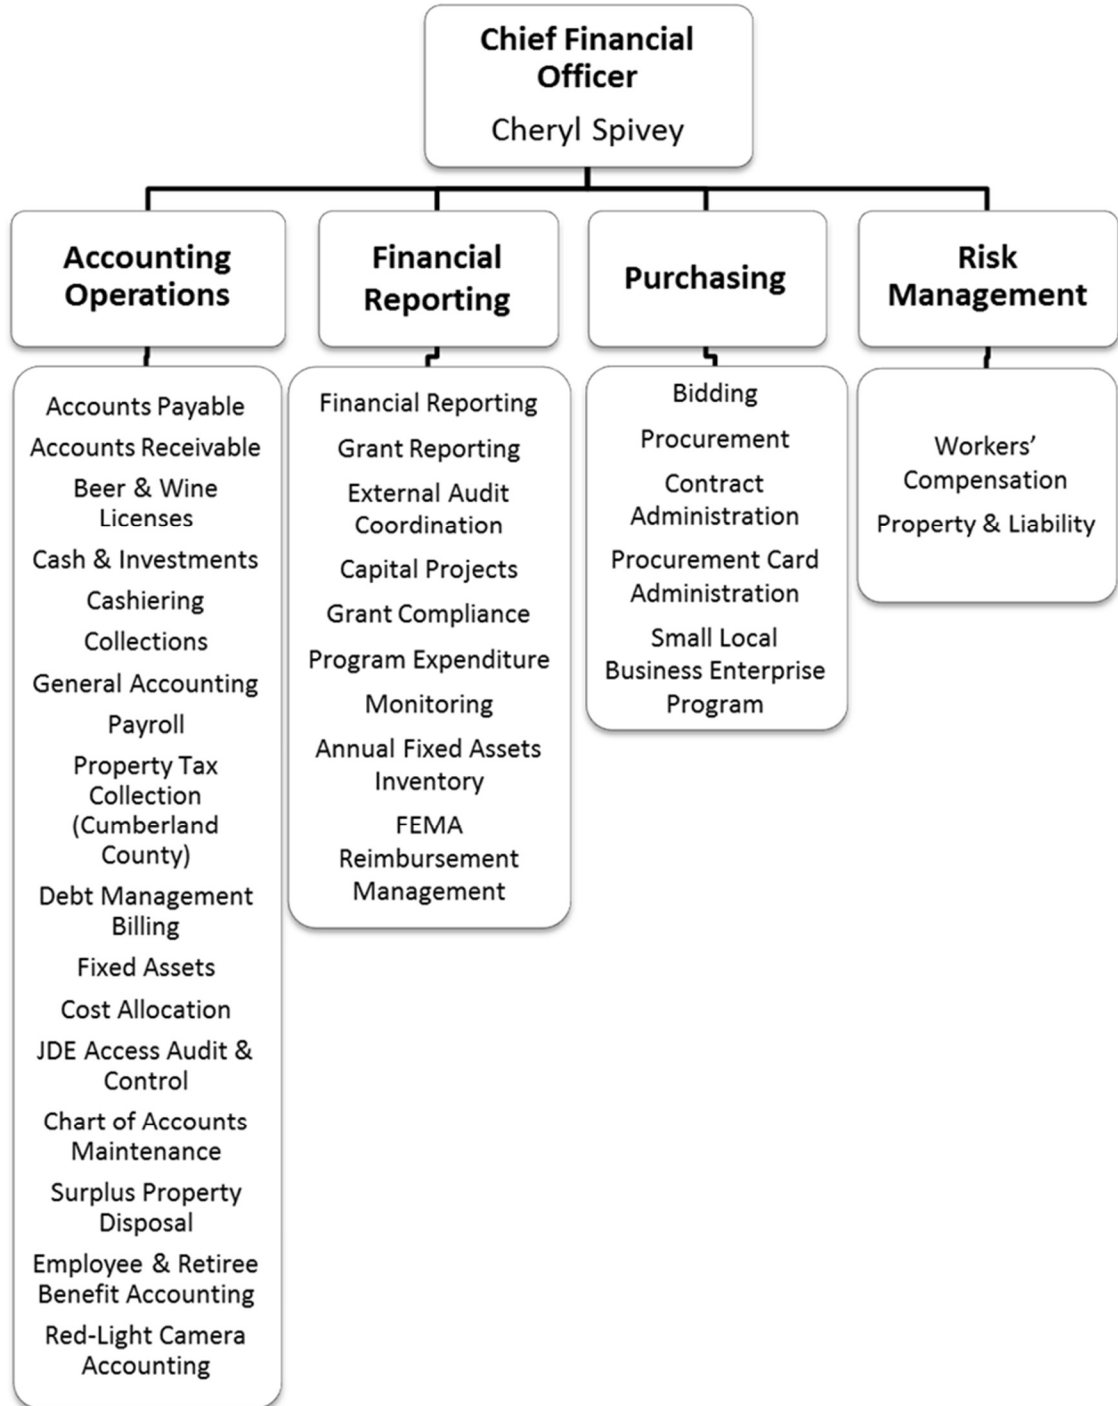 Chief Financial
Officer
Cheryl Spivey
Accounting
Operations
Financial
Reporting
Purchasing
Risk
Management
Accounts Payable
Accounts Receivable
Beer & Wine
Licenses
Cash & Investments
Cashiering
Collections
General Accounting
Payroll
Property Tax
Collection
(Cumberland
County)
Debt Management
Billing
Fixed Assets
Cost Allocation
JDE Access Audit &
Control
Chart of Accounts
Maintenance
Surplus Property
Disposal
Employee & Retiree
Benefit Accounting
Red-Light Camera
Accounting
Financial Reporting
Grant Reporting
External Audit
Coordination
Capital Projects
Grant Compliance
Program Expenditure
Monitoring
Annual Fixed Assets
Inventory
FEMA
Reimbursement
Management
Bidding
Procurement
Contract
Administration
Procurement Card
Administration
Small Local
Business Enterprise
Program
Workers’
Compensation
Property & Liability